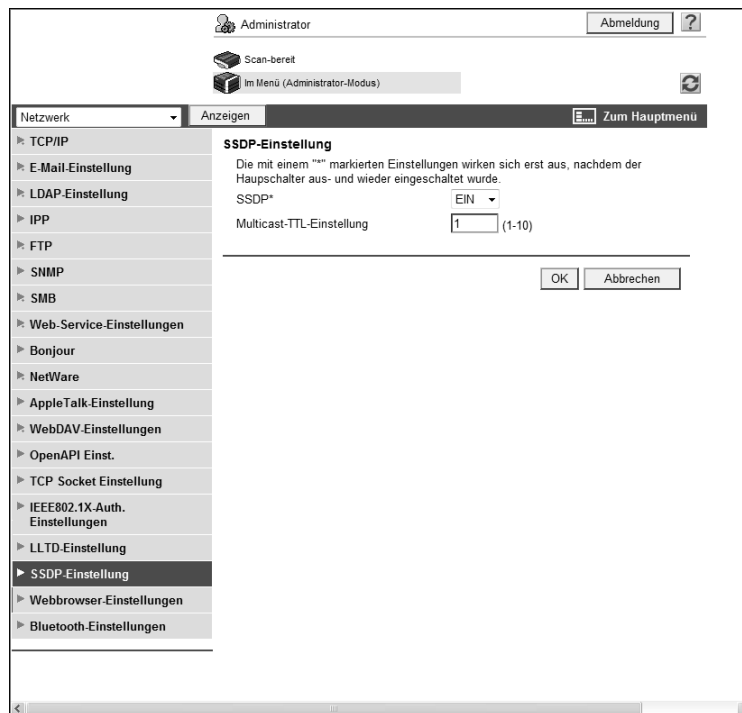 Administrator
Abmeldung
?
Scan-bereit
Im Menü (Administrator-Modus)
Netzwerk
Anzeigen
Zum Hauptmenü
TCP/IP
E-Mail-Einstellung
LDAP-Einstellung
IPP
FTP
SNMP
SMB
Web-Service-Einstellungen
Bonjour
NetWare
AppleTalk-Einstellung
WebDAV-Einstellungen
OpenAPI Einst.
TCP Socket Einstellung
IEEE802.1X-Auth.
Einstellungen
LLTD-Einstellung
SSDP-Einstellung
Webbrowser-Einstellungen
Bluetooth-Einstellungen
SSDP-Einstellung
Die mit einem "*" markierten Einstellungen wirken sich erst aus, nachdem der
Haupschalter aus- und wieder eingeschaltet wurde.
SSDP* EIN
Multicast-TTL-Einstellung 1 (1-10)
OK Abbrechen